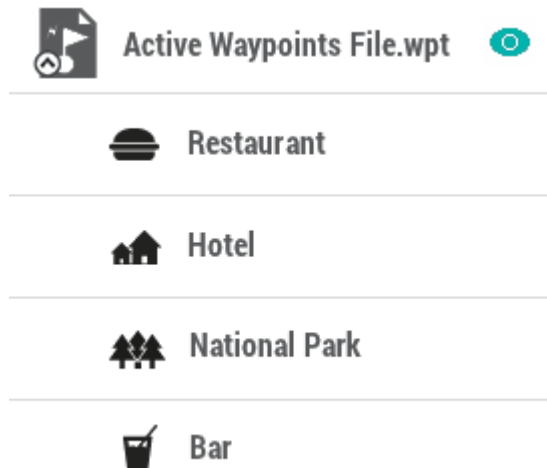 Active Waypoints File.wpt
Restaurant
Hotel
National Park
Bar